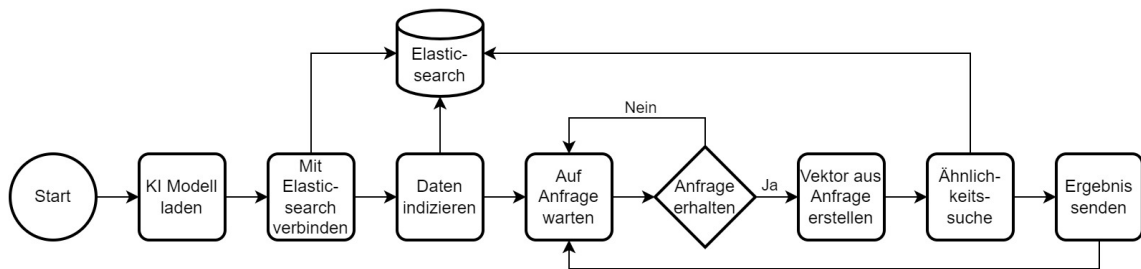 Elastic-
search
Nein
Start
KI Modell
laden
Mit
Elastic-
search
verbinden
Daten
indizieren
Auf
Anfrage
warten
Anfrage
erhalten
Ja
Vektor aus
Anfrage
erstellen
Ähnlich-
keits-
suche
Ergebnis
senden